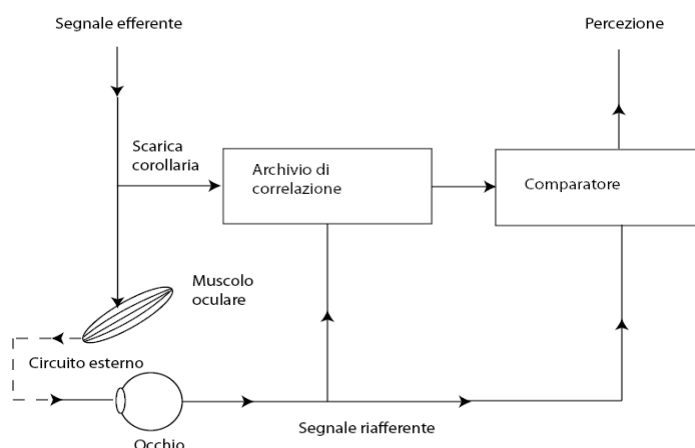 Segnale efferente
Percezione
Scarica
corollaria
Archivio di
correlazione
Comparatore
Muscolo
oculare
Circuito esterno
Segnale riafferente
Occhio